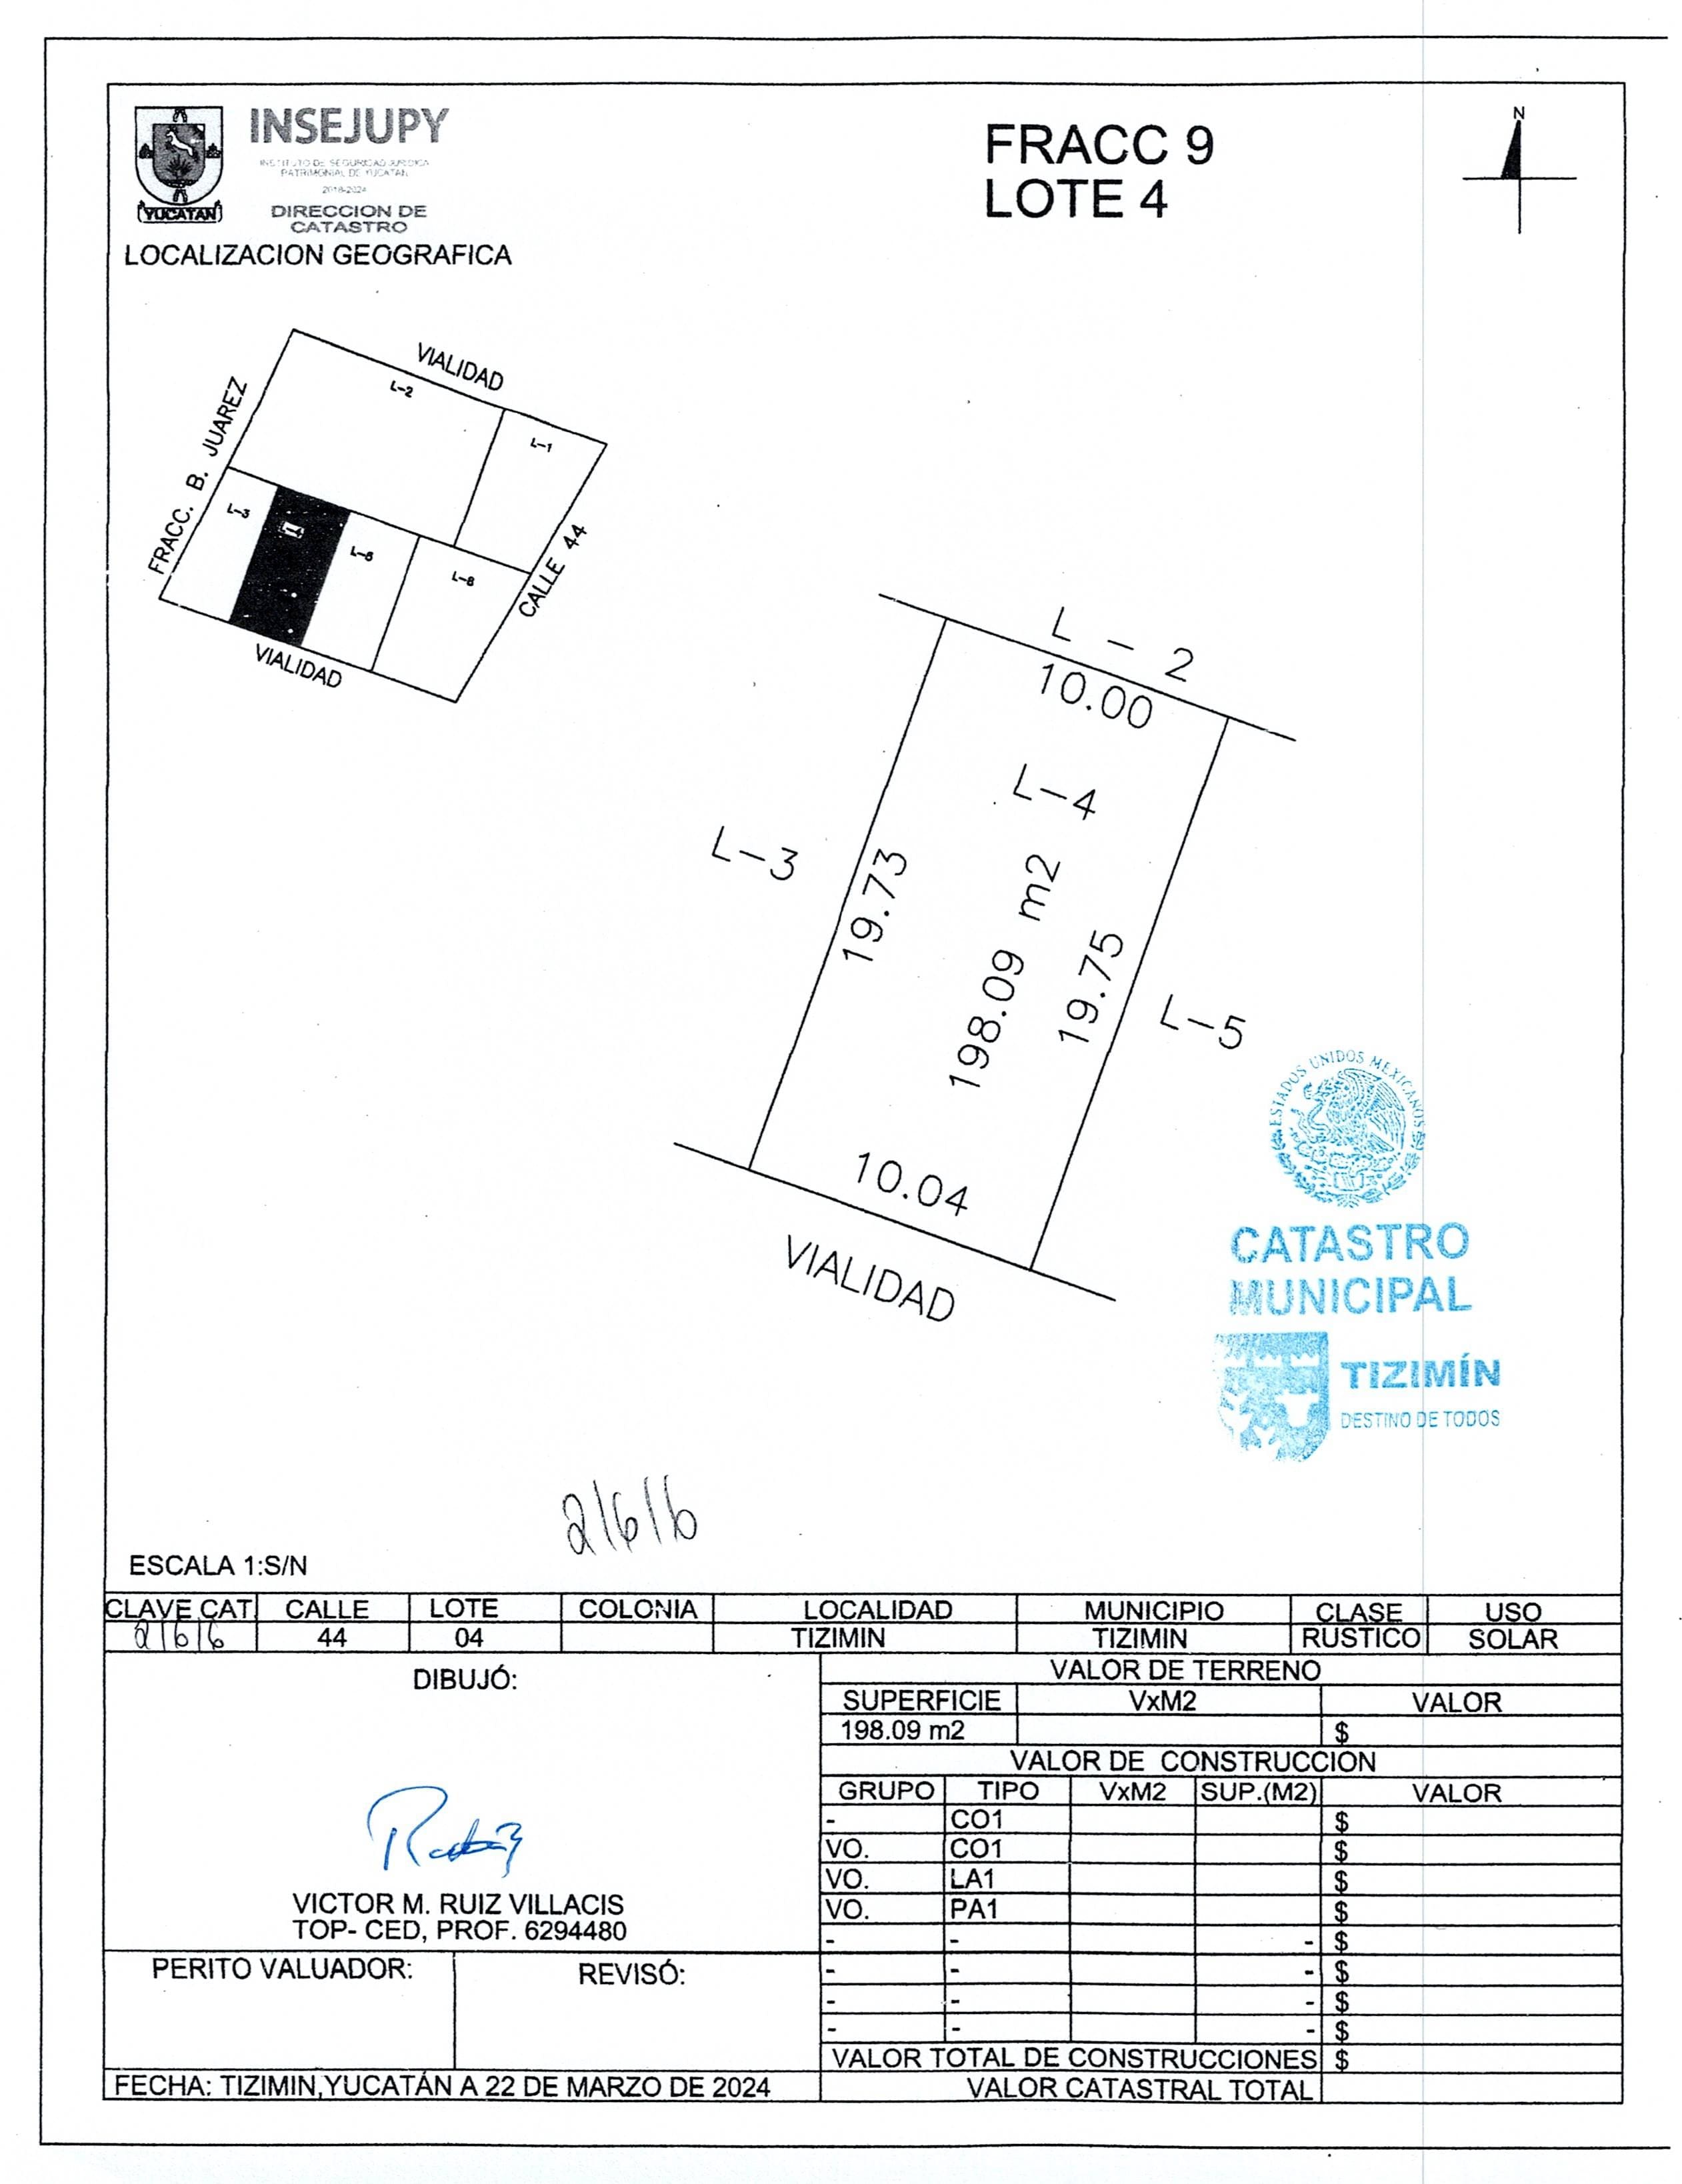 INSEJUPY
INSTITUTO DE SEGURIDAD JURIDICA
PATRIMONIAL DE YUCATAN
2018-2024
DIRECCION DE
CATASTRO
YUCATAN
LOCALIZACION GEOGRAFICA
FRACC 9
LOTE 4
N
VIALIDAD
L-2
L-1
FRACC. B. JUAREZ
L-3
L-5
L-6
CALLE 44
VIALIDAD
L - 2
10.00
L-4
L-3
19.73
198.09 m2
19.75
L-5
10.04
VIALIDAD
ESTADOS UNIDOS MEXICANOS
CATASTRO
MUNICIPAL
TIZIMÍN
DESTINO DE TODOS
21616
ESCALA 1:S/N
CLAVE CAT. CALLE LOTE COLONIA LOCALIDAD MUNICIPIO CLASE USO
21616 44 04 TIZIMIN TIZIMIN RUSTICO SOLAR
DIBUJÓ:
VICTOR M. RUIZ VILLACIS
TOP- CED, PROF. 6294480
PERITO VALUADOR: REVISÓ:
FECHA: TIZIMIN,YUCATÁN A 22 DE MARZO DE 2024
VALOR DE TERRENO
SUPERFICIE VxM2 VALOR
198.09 m2 $
VALOR DE CONSTRUCCION
GRUPO TIPO VxM2 SUP.(M2) VALOR
- CO1 $
VO. CO1 $
VO. LA1 $
VO. PA1 $
- - - $
- - - $
- - - $
- - - $
VALOR TOTAL DE CONSTRUCCIONES $
VALOR CATASTRAL TOTAL